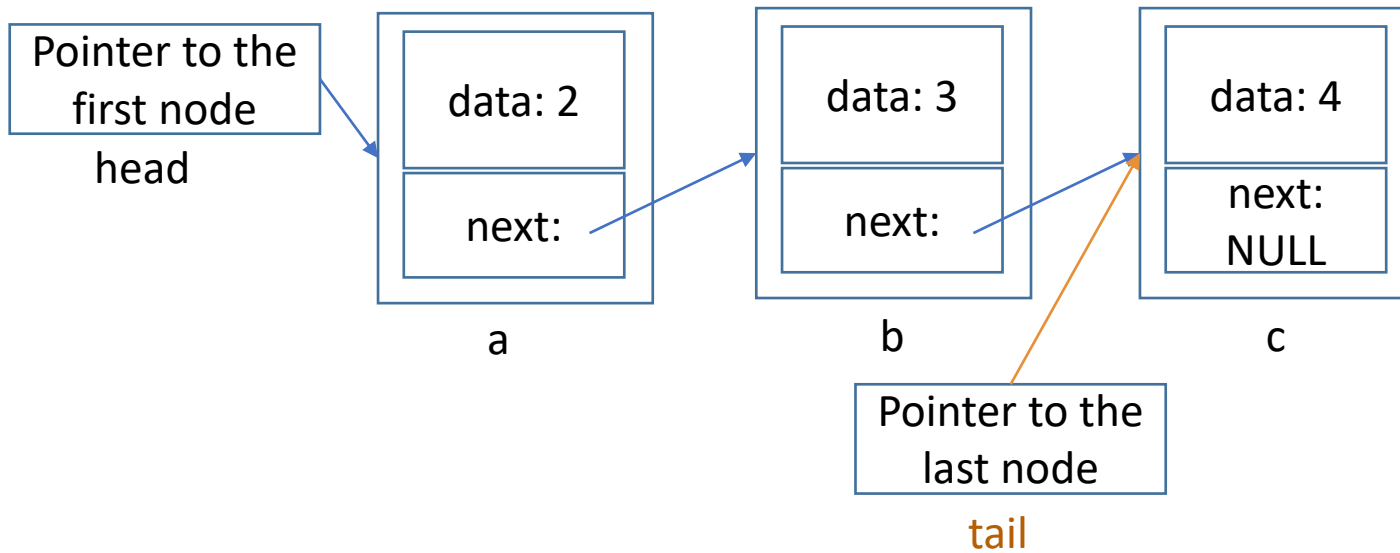 Pointer to the
first node
head
data: 2
next:
a
data: 3
next:
b
data: 4
next:
NULL
c
Pointer to the
last node
tail